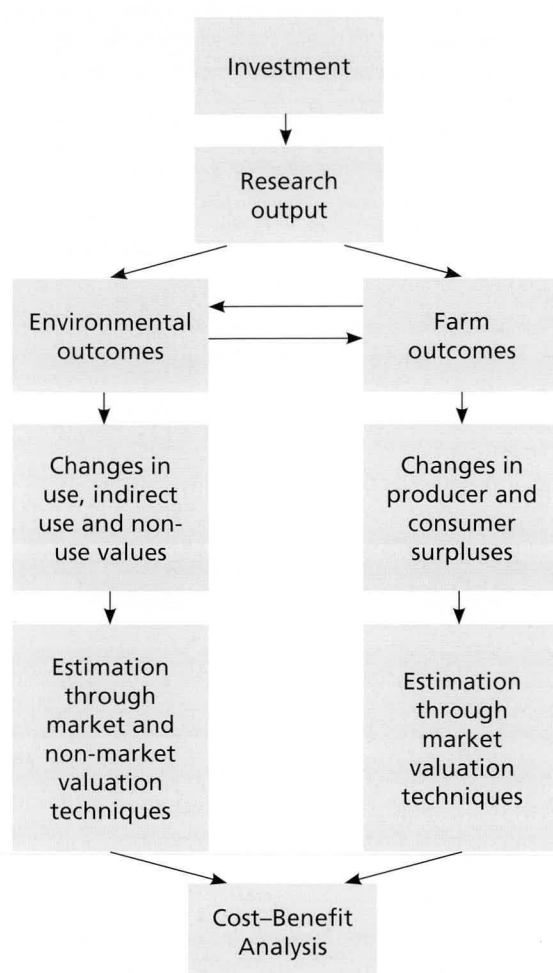 Investment
Research
output
Environmental
outcomes
Farm
outcomes
Changes in
use, indirect
use and non-
use values
Changes in
producer and
consumer
surpluses
Estimation
through
market and
non-market
valuation
techniques
Estimation
through
market
valuation
techniques
Cost–Benefit
Analysis